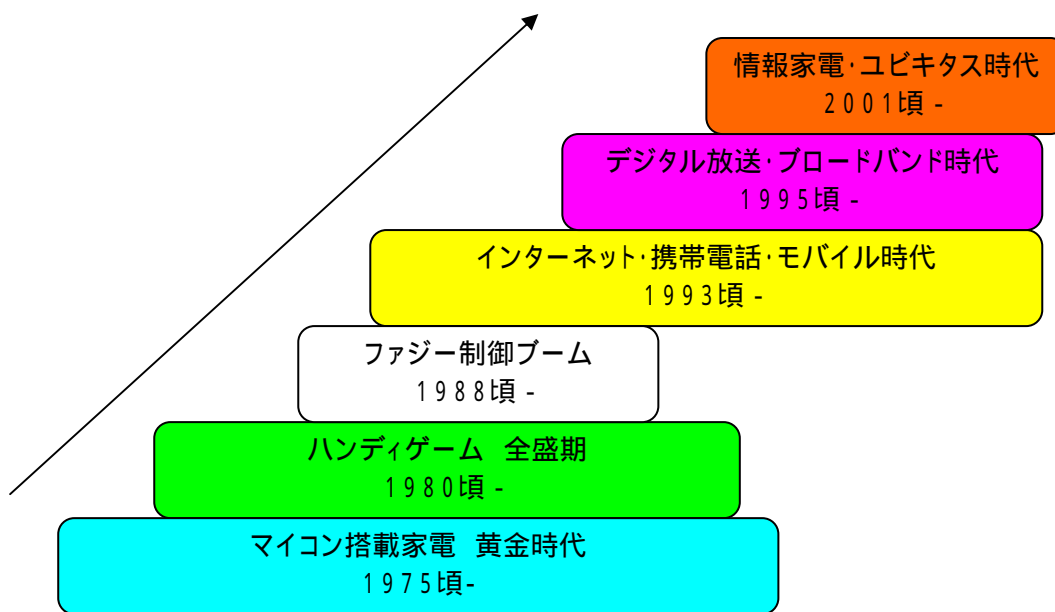 情報家電･ユビキタス時代
2001頃 -
デジタル放送･ブロードバンド時代
1995頃 -
インターネット･携帯電話･モバイル時代
1993頃 -
ファジー制御ブーム
1988頃 -
ハンディゲーム　全盛期
1980頃 -
マイコン搭載家電　黄金時代
1975頃-